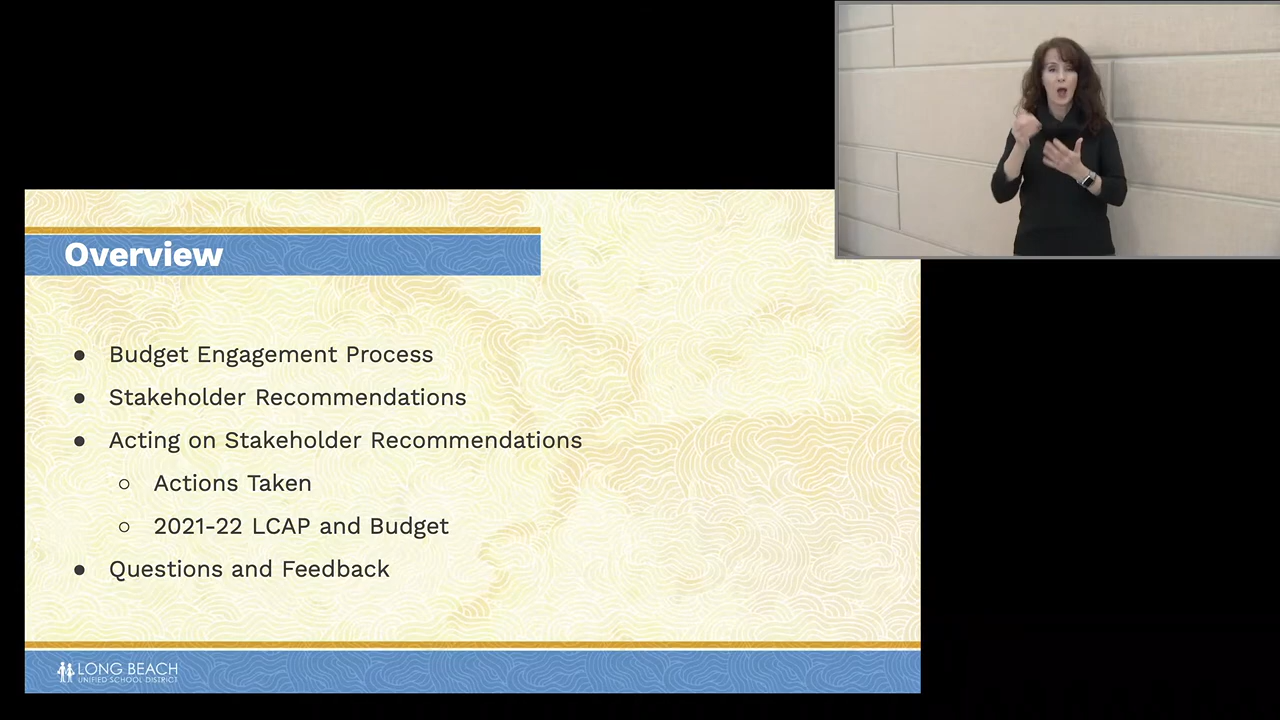 Overview
● Budget Engagement Process
● Stakeholder Recommendations
● Acting on Stakeholder Recommendations
○ Actions Taken
○ 2021-22 LCAP and Budget
● Questions and Feedback
LONG BEACH
UNIFIED SCHOOL DISTRICT